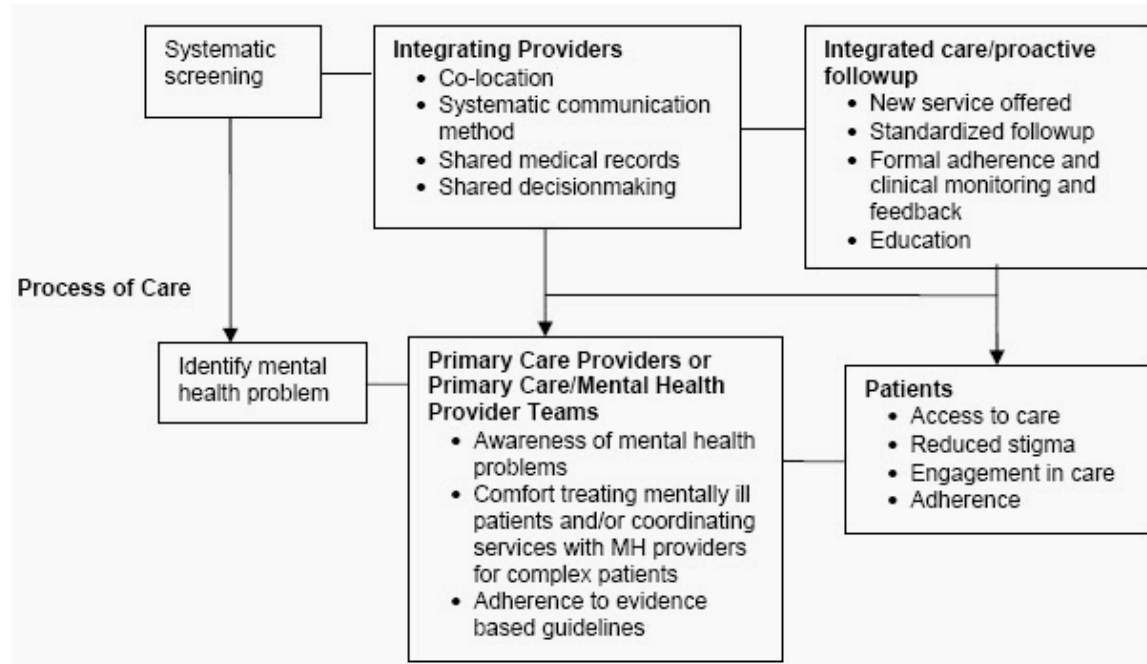 Systematic
screening
Integrating Providers
• Co-location
• Systematic communication
method
• Shared medical records
• Shared decisionmaking
Integrated care/proactive
followup
• New service offered
• Standardized followup
• Formal adherence and
clinical monitoring and
feedback
• Education
Process of Care
Identify mental
health problem
Primary Care Providers or
Primary Care/Mental Health
Provider Teams
• Awareness of mental health
problems
• Comfort treating mentally ill
patients and/or coordinating
services with MH providers
for complex patients
• Adherence to evidence
based guidelines
Patients
• Access to care
• Reduced stigma
• Engagement in care
• Adherence